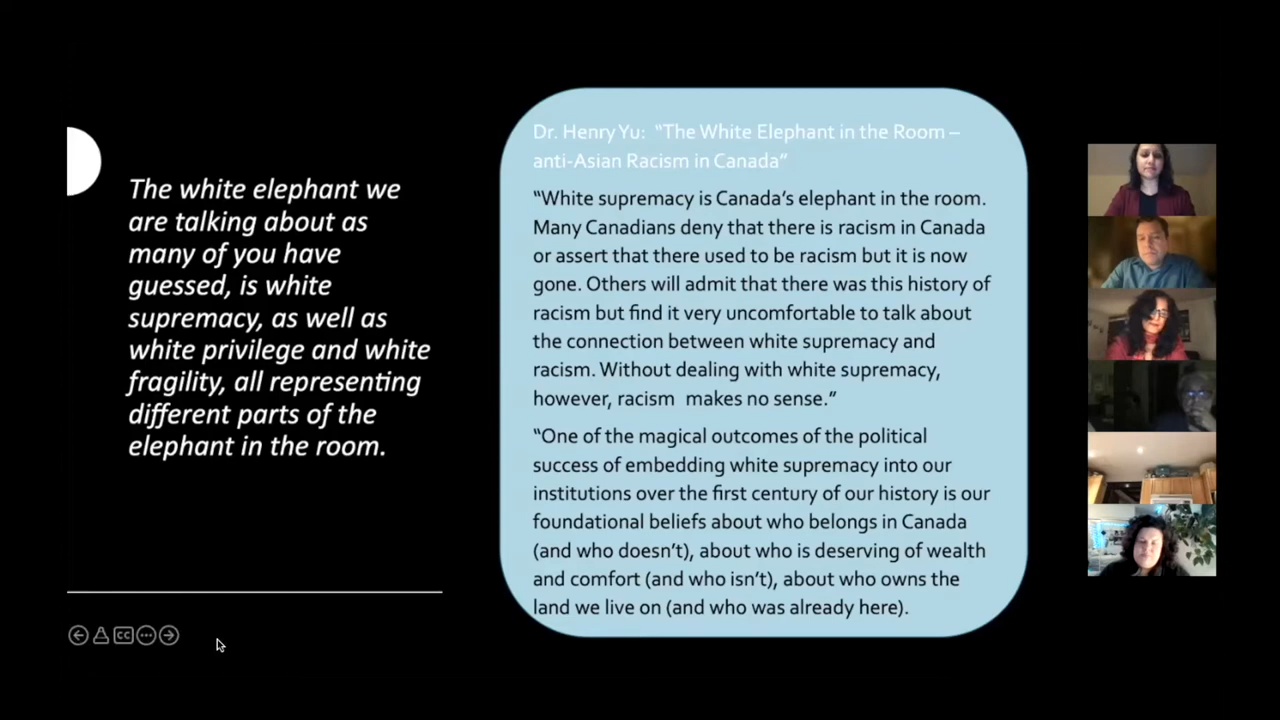 The white elephant we
are talking about as
many of you have
guessed, is white
supremacy, as well as
white privilege and white
fragility, all representing
different parts of the
elephant in the room.
Dr. Henry Yu:  “The White Elephant in the Room –
anti-Asian Racism in Canada”
“White supremacy is Canada’s elephant in the room.
Many Canadians deny that there is racism in Canada
or assert that there used to be racism but it is now
gone. Others will admit that there was this history of
racism but find it very uncomfortable to talk about
the connection between white supremacy and
racism. Without dealing with white supremacy,
however, racism  makes no sense.”
“One of the magical outcomes of the political
success of embedding white supremacy into our
institutions over the first century of our history is our
foundational beliefs about who belongs in Canada
(and who doesn’t), about who is deserving of wealth
and comfort (and who isn’t), about who owns the
land we live on (and who was already here).
CC